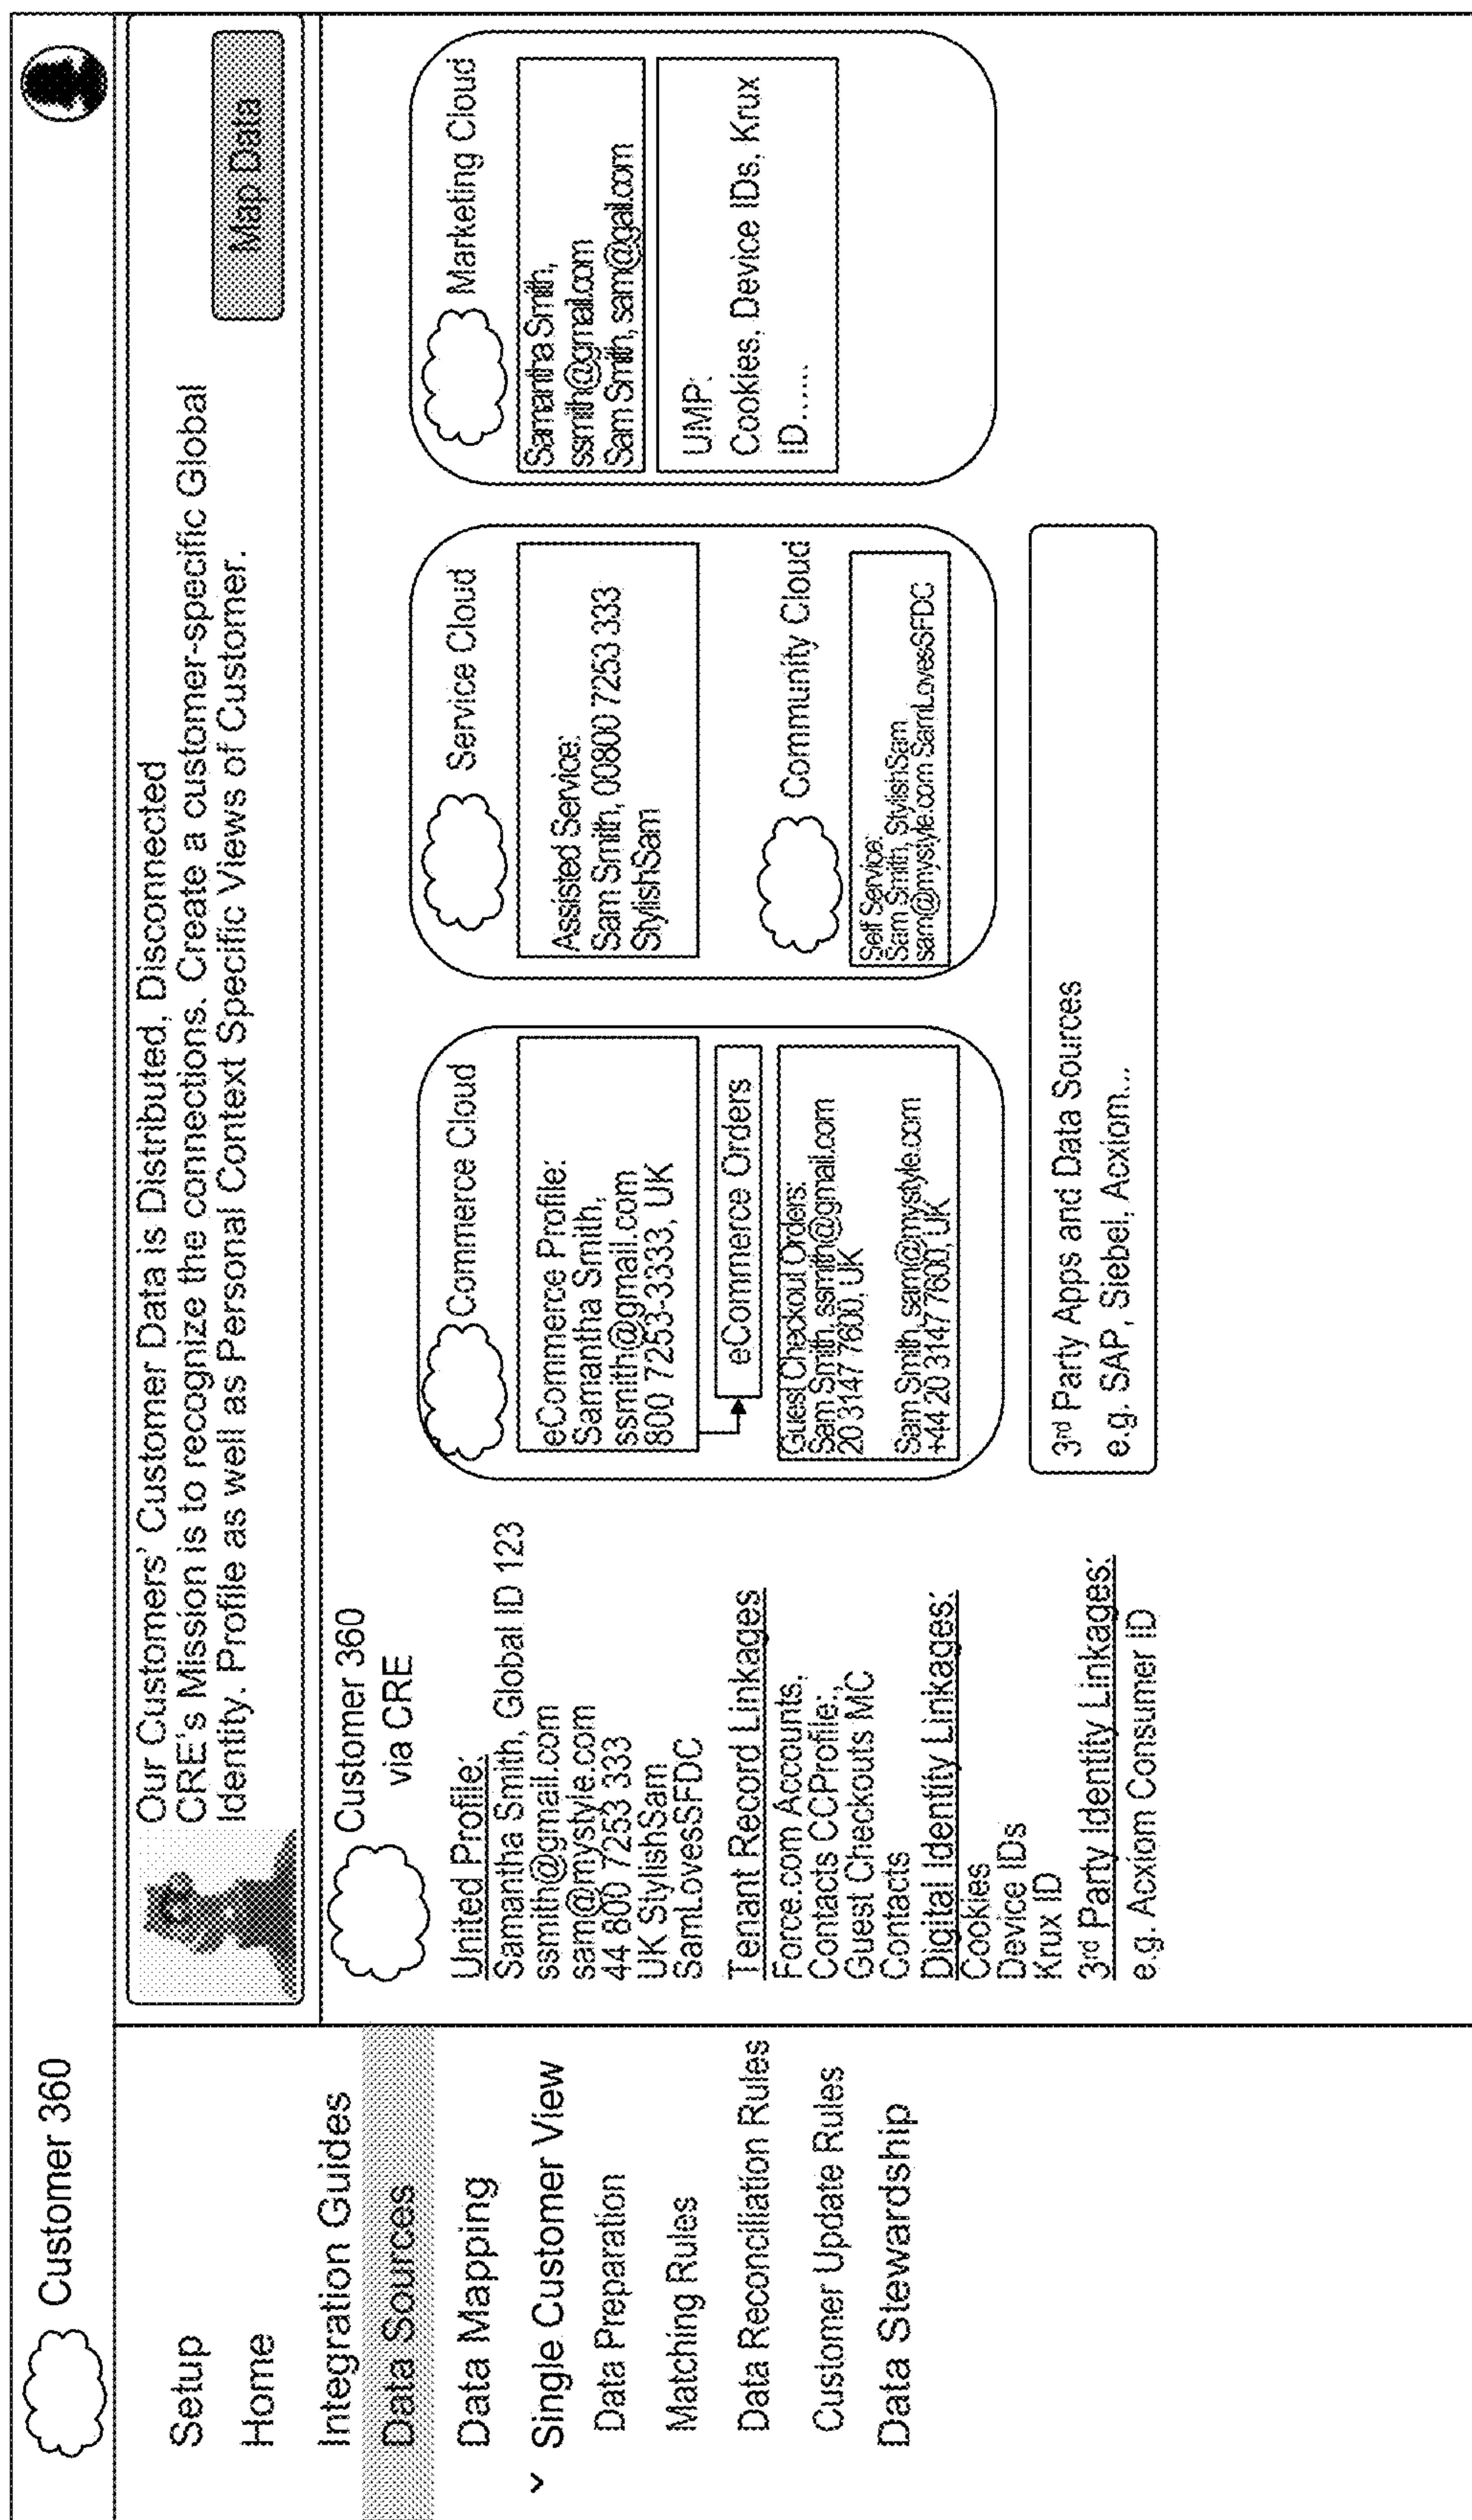 Customer 360
Setup
Home
Integration Guides
Data Sources
Data Mapping
Single Customer View
Data Preparation
Matching Rules
Data Reconciliation Rules
Customer Update Rules
Data Stewardship
Our Customers' Customer Data is Distributed, Disconnected
CRE's Mission is to recognize the connections. Create a customer-specific Global
Identity. Profile as well as Personal Context Specific Views of Customer.
Map Data
Customer 360
via CRE
United Profile:
Samantha Smith, Global ID 123
ssmith@gmail.com
sam@mystyle.com
44 800 7253 333
UK StylishSam
SamLovesSFDC
Tenant Record Linkages
Force.com Accounts,
Contacts CCProfile:,
Guest Checkouts MC
Contacts
Digital Identity Linkages:
Cookies
Device IDs
Krux ID
3rd Party Identity Linkages:
e.g. Acxiom Consumer ID
Commerce Cloud
eCommerce Profile:
Samantha Smith,
ssmith@gmail.com
800 7253-3333, UK
eCommerce Orders
Guest Checkout Orders:
Sam Smith, ssmith@gmail.com
20 3147 7600, UK
Sam Smith, sam@mystyle.com
+44 20 3147 7600, UK
Service Cloud
Assisted Service:
Sam Smith, 00800 7253 333
StylishSam
Community Cloud
Self Service:
Sam Smith, StylishSam
sam@mystyle.com SamLovesSFDC
Marketing Cloud
Samantha Smith,
ssmith@gmail.com
Sam Smith, sam@gail.com
UMP:
Cookies, Device IDs, Krux
ID......
3rd Party Apps and Data Sources
e.g. SAP, Siebel, Acxiom...